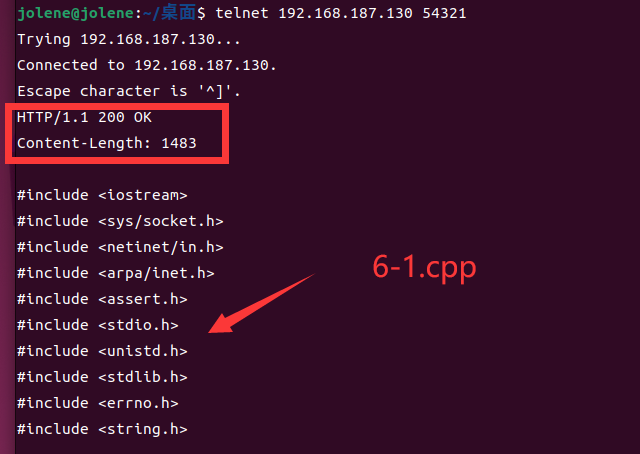 jolene@jolene:~/桌面$ telnet 192.168.187.130 54321
Trying 192.168.187.130...
Connected to 192.168.187.130.
Escape character is '^]'.
HTTP/1.1 200 OK
Content-Length: 1483
#include <iostream>
#include <sys/socket.h>
#include <netinet/in.h>
#include <arpa/inet.h>
6-1.cpp
#include <assert.h>
#include <stdio.h>
#include <unistd.h>
#include <stdlib.h>
#include <errno.h>
#include <string.h>